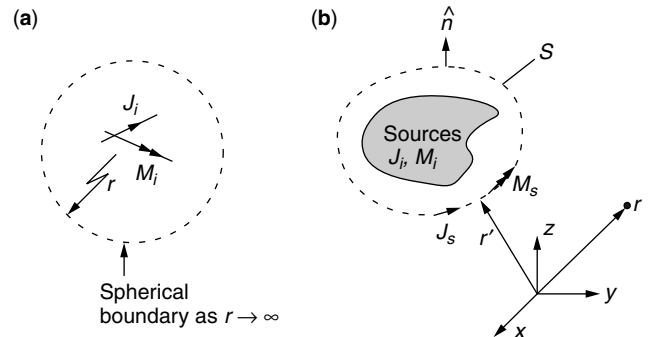 (a)
J_i
M_i
r
Spherical
boundary as r → ∞
(b)
n̂
S
Sources
J_i, M_i
M_s
J_s
r'
r
z
y
x